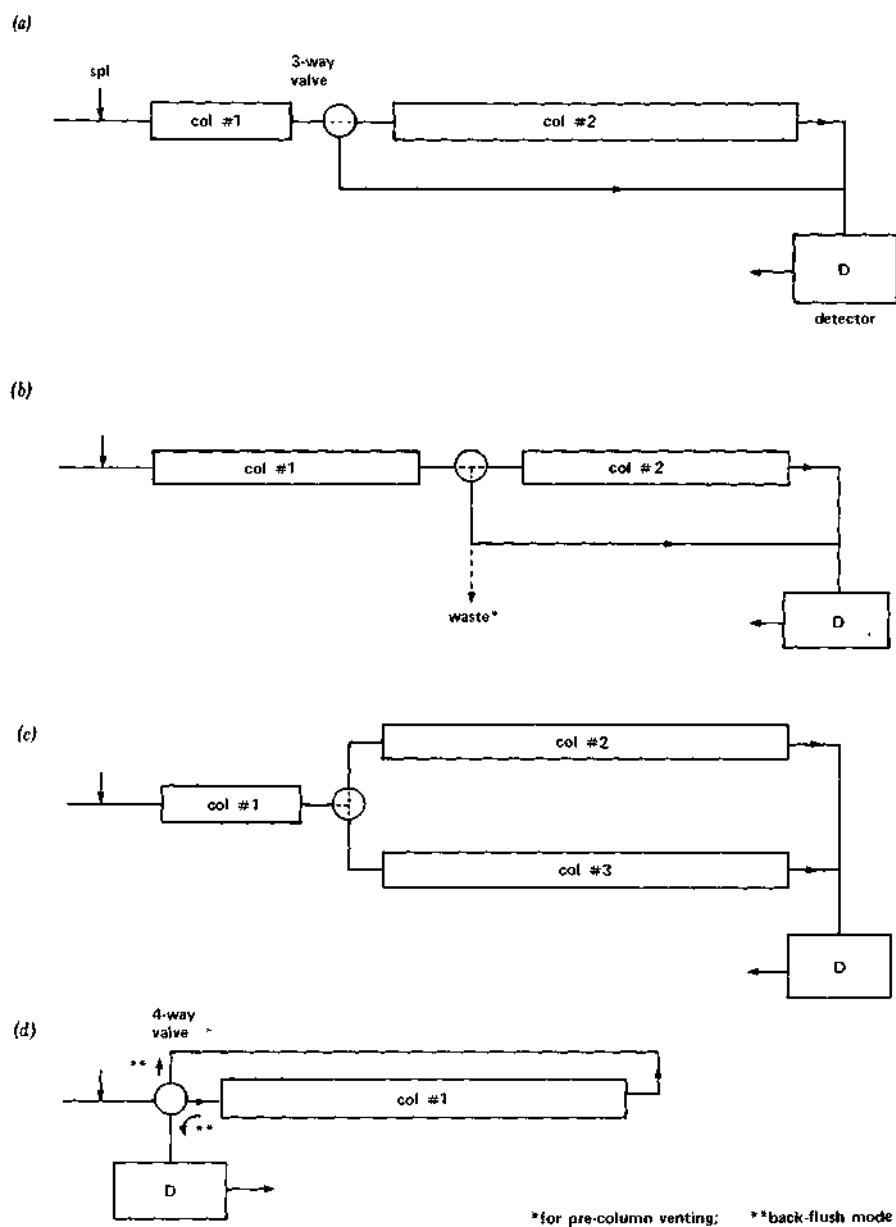 (a)
spl
3-way
valve
col #1
col #2
D
detector
(b)
col #1
col #2
waste*
D
(c)
col #2
col #1
col #3
D
(d)
4-way
valve
**
col #1
**
D
*for pre-column venting; **back-flush mode